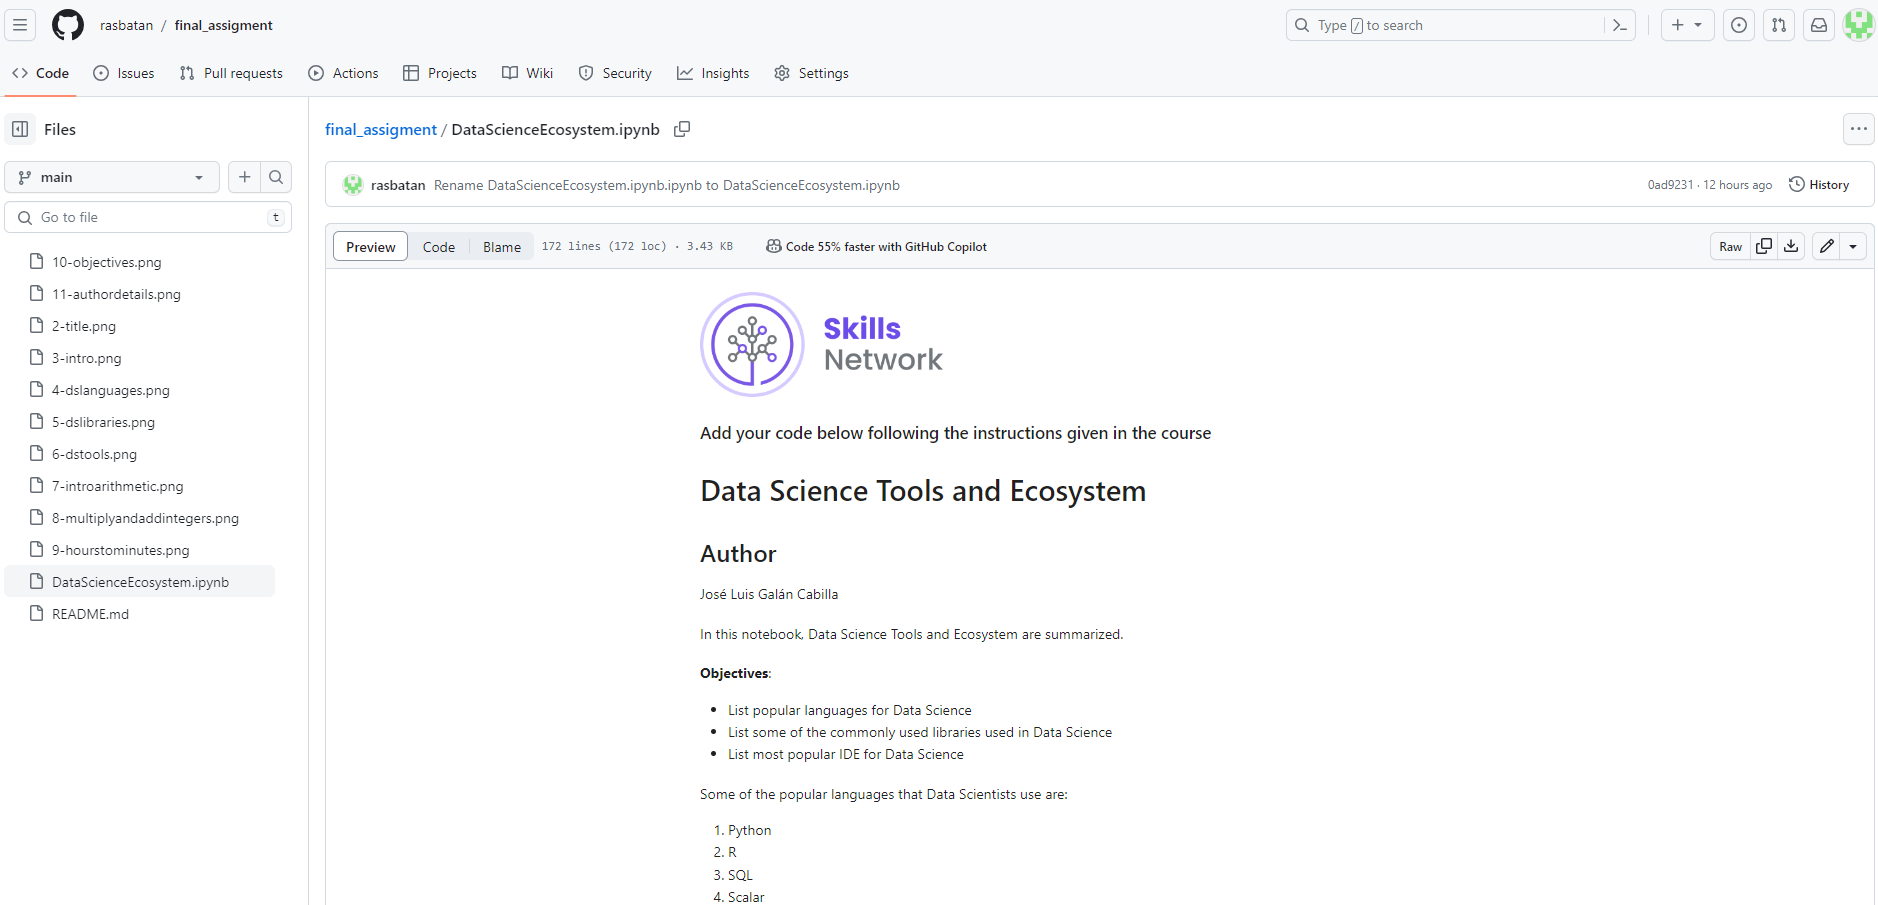 rasbatan / final_assigment
Type / to search
Code Issues Pull requests Actions Projects Wiki Security Insights Settings
Files
main
Go to file t
10-objectives.png
11-authordetails.png
2-title.png
3-intro.png
4-dslanguages.png
5-dslibraries.png
6-dstools.png
7-introarithmetic.png
8-multiplyandaddintegers.png
9-hourstominutes.png
DataScienceEcosystem.ipynb
README.md
final_assigment / DataScienceEcosystem.ipynb
rasbatan Rename DataScienceEcosystem.ipynb.ipynb to DataScienceEcosystem.ipynb 0ad9231 · 12 hours ago History
Preview Code Blame 172 lines (172 loc) · 3.43 KB Code 55% faster with GitHub Copilot Raw
Skills
Network
Add your code below following the instructions given in the course
Data Science Tools and Ecosystem
Author
José Luis Galán Cabilla
In this notebook, Data Science Tools and Ecosystem are summarized.
Objectives:
• List popular languages for Data Science
• List some of the commonly used libraries used in Data Science
• List most popular IDE for Data Science
Some of the popular languages that Data Scientists use are:
1. Python
2. R
3. SQL
4. Scalar